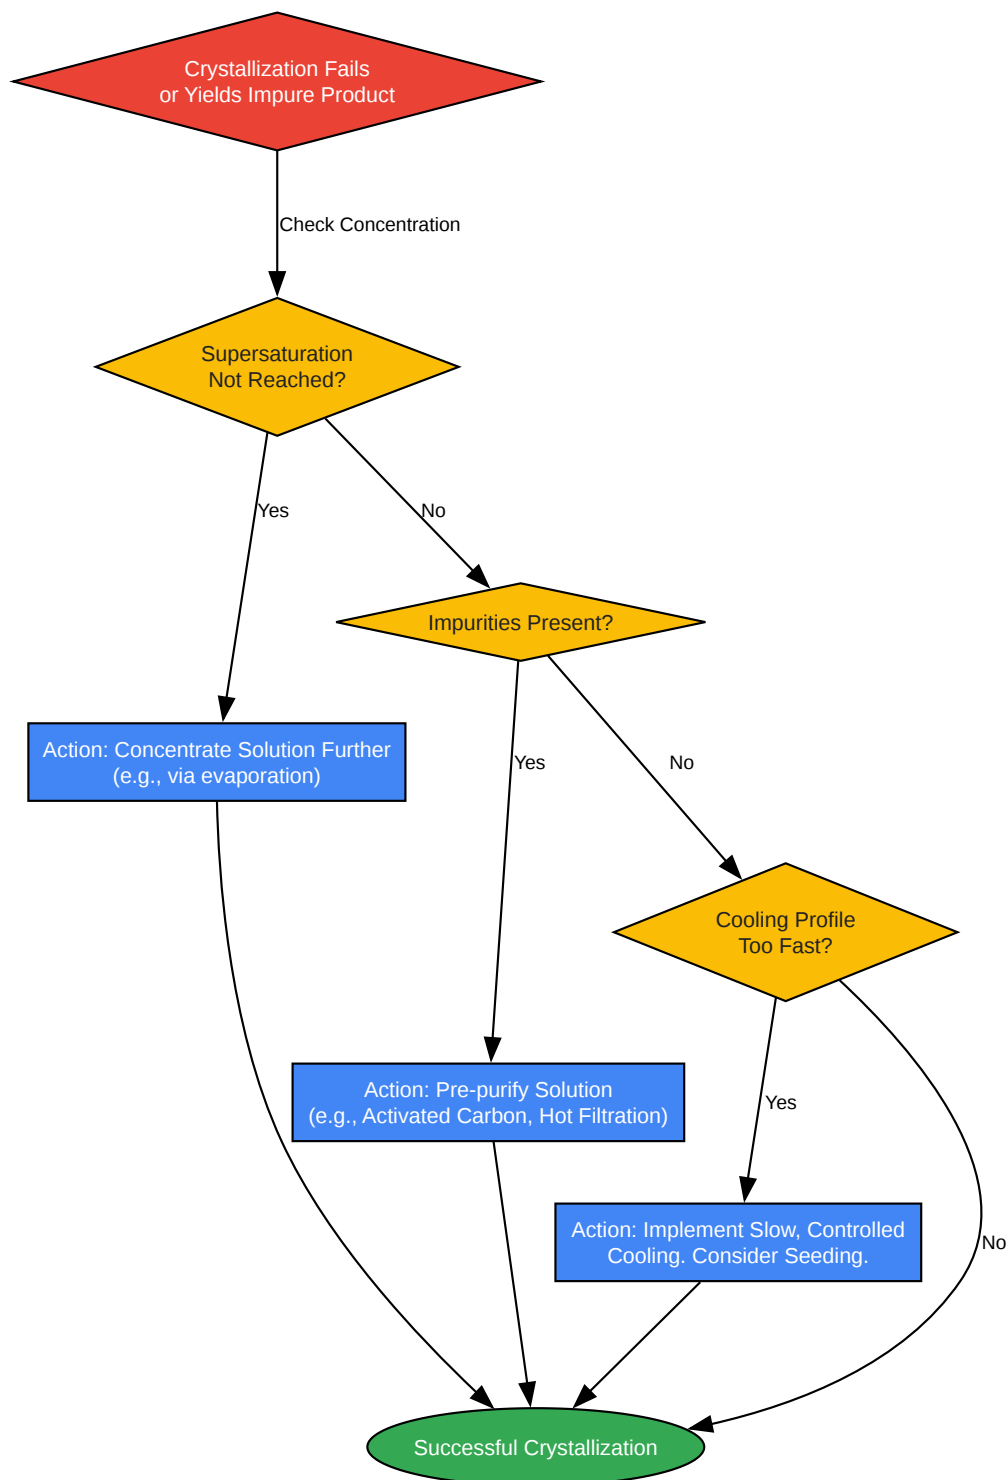 Crystallization Fails
or Yields Impure Product
Check Concentration
Supersaturation
Not Reached?
Yes
No
Impurities Present?
Action: Concentrate Solution Further
(e.g., via evaporation)
Yes
No
Cooling Profile
Too Fast?
Action: Pre-purify Solution
(e.g., Activated Carbon, Hot Filtration)
Yes
Action: Implement Slow, Controlled
Cooling. Consider Seeding.
No
Successful Crystallization